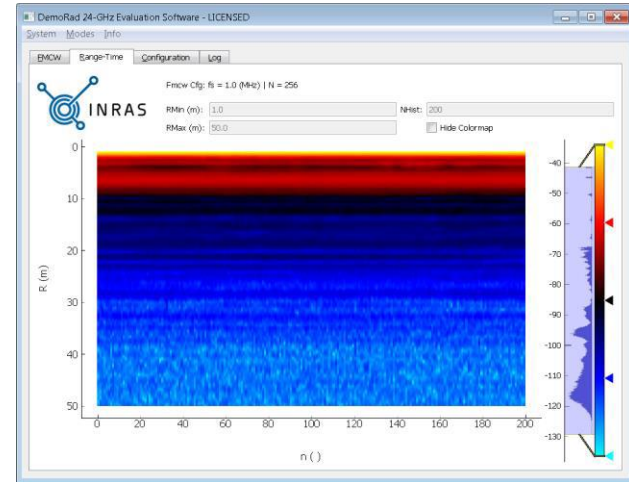 DemoRad 24-GHz Evaluation Software - LICENSED
System Modes Info
FMCW Range-Time Configuration Log
INRAS
Fmcw Cfg: fs = 1.0 (MHz) | N = 256
RMin (m): 1.0 NHist: 200
RMax (m): 50.0 Hide Colormap
0
10
20
30
40
50
R (m)
0 20 40 60 80 100 120 140 160 180 200
n ( )
-40
-50
-60
-70
-80
-90
-100
-110
-120
-130